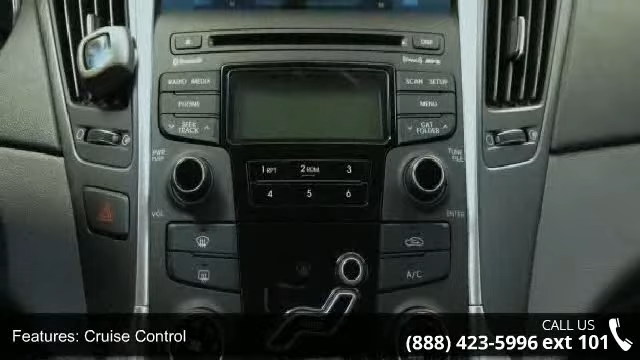 DISP
RADIO MEDIA
SCAN SETUP
PHONE
MENU
SEEK
TRACK
CAT
FOLDER
PWR
PUSH
TUNE
FILE
1 RPT 2 RDM 3
4 5 6
VOL
ENTER
A/C
Features: Cruise Control
CALL US
(888) 423-5996 ext 101